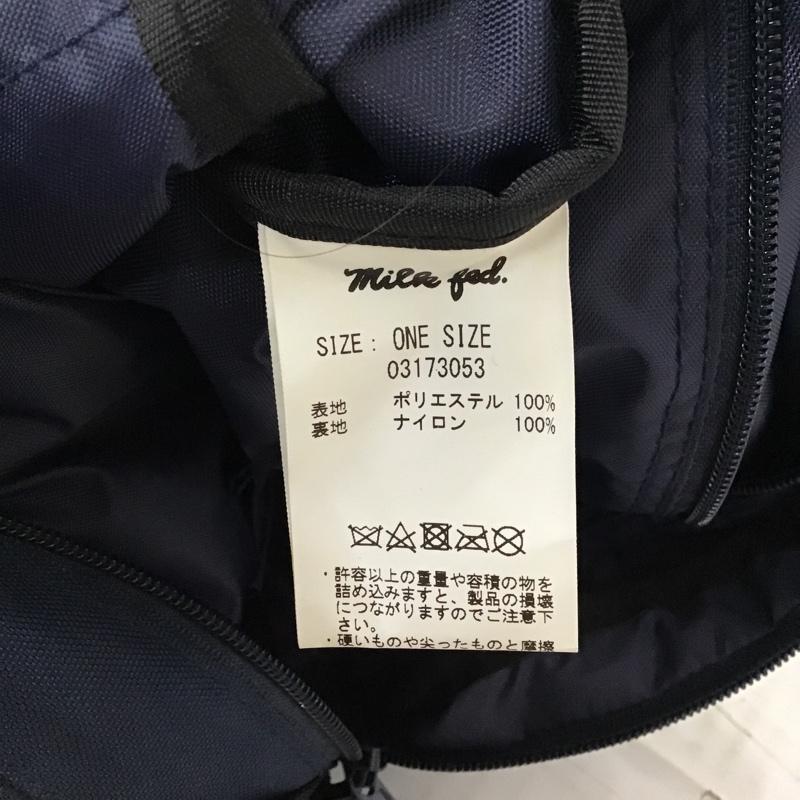 Milk fed.
SIZE : ONE SIZE
03173053
表地 ポリエステル 100%
裏地 ナイロン 100%
・許容以上の重量や容積の物を
詰め込みますと、製品の損壊
につながりますのでご注意下
さい。
・硬いものや尖ったものと摩擦